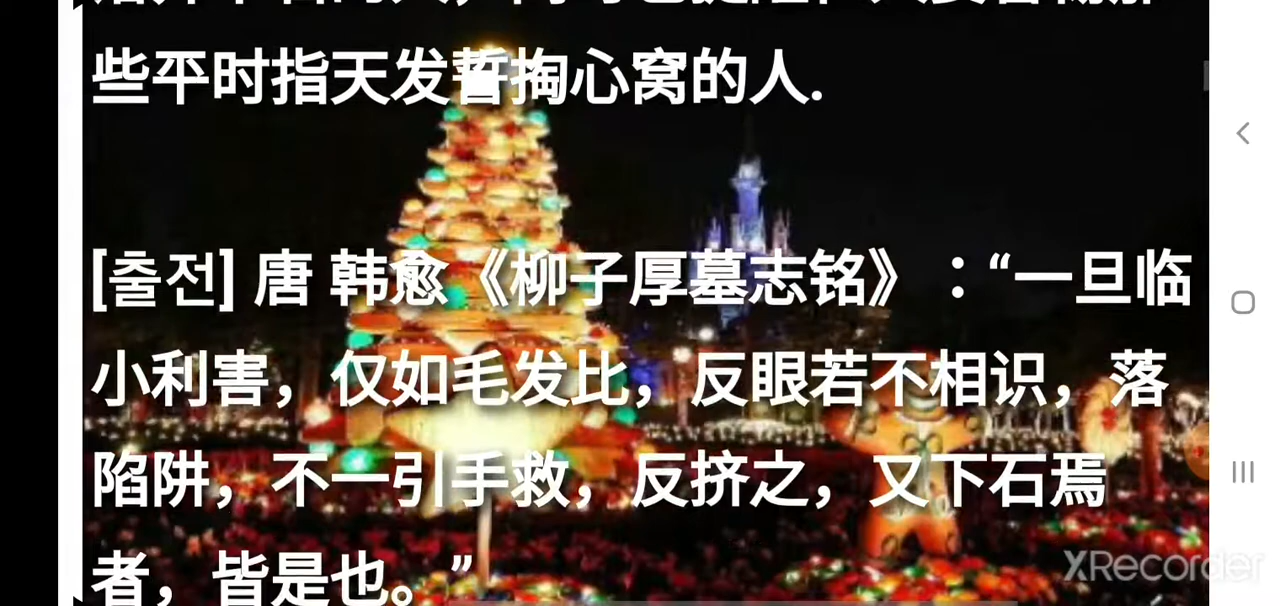 些平时指天发誓掏心窝的人.
[출전] 唐 韩愈《柳子厚墓志铭》：“一旦临
小利害，仅如毛发比，反眼若不相识，落
陷阱，不一引手救，反挤之，又下石焉
者，皆是也。”
XRecorder